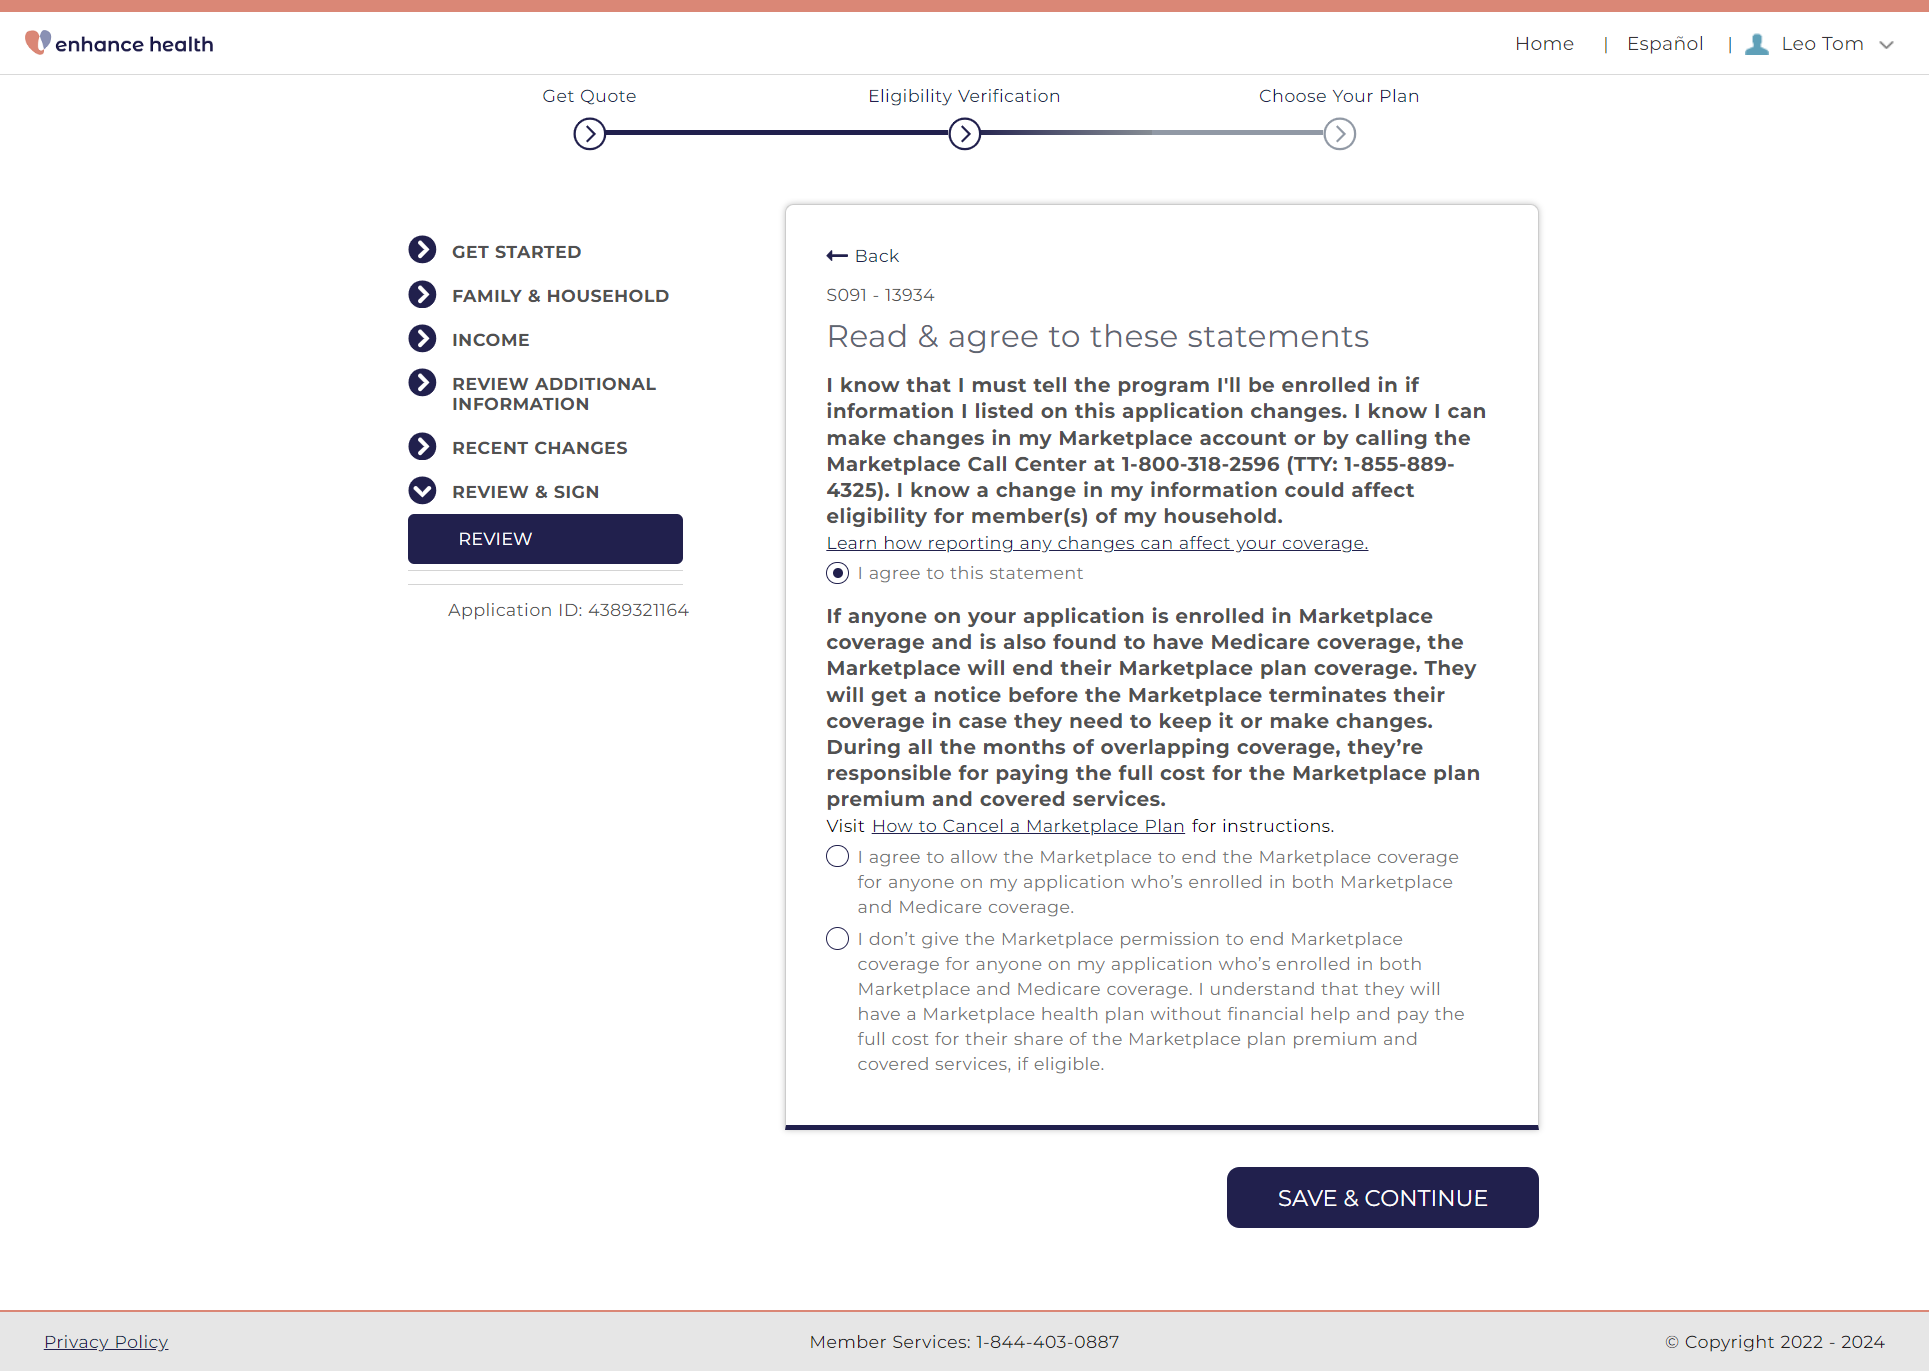 enhance health
Home | Español | Leo Tom
Get Quote
Eligibility Verification
Choose Your Plan
GET STARTED
FAMILY & HOUSEHOLD
INCOME
REVIEW ADDITIONAL
INFORMATION
RECENT CHANGES
REVIEW & SIGN
REVIEW
Application ID: 4389321164
Back
S091 - 13934
Read & agree to these statements
I know that I must tell the program I'll be enrolled in if
information I listed on this application changes. I know I can
make changes in my Marketplace account or by calling the
Marketplace Call Center at 1-800-318-2596 (TTY: 1-855-889-
4325). I know a change in my information could affect
eligibility for member(s) of my household.
Learn how reporting any changes can affect your coverage.
I agree to this statement
If anyone on your application is enrolled in Marketplace
coverage and is also found to have Medicare coverage, the
Marketplace will end their Marketplace plan coverage. They
will get a notice before the Marketplace terminates their
coverage in case they need to keep it or make changes.
During all the months of overlapping coverage, they’re
responsible for paying the full cost for the Marketplace plan
premium and covered services.
Visit How to Cancel a Marketplace Plan for instructions.
I agree to allow the Marketplace to end the Marketplace coverage
for anyone on my application who’s enrolled in both Marketplace
and Medicare coverage.
I don’t give the Marketplace permission to end Marketplace
coverage for anyone on my application who’s enrolled in both
Marketplace and Medicare coverage. I understand that they will
have a Marketplace health plan without financial help and pay the
full cost for their share of the Marketplace plan premium and
covered services, if eligible.
SAVE & CONTINUE
Privacy Policy
Member Services: 1-844-403-0887
© Copyright 2022 - 2024